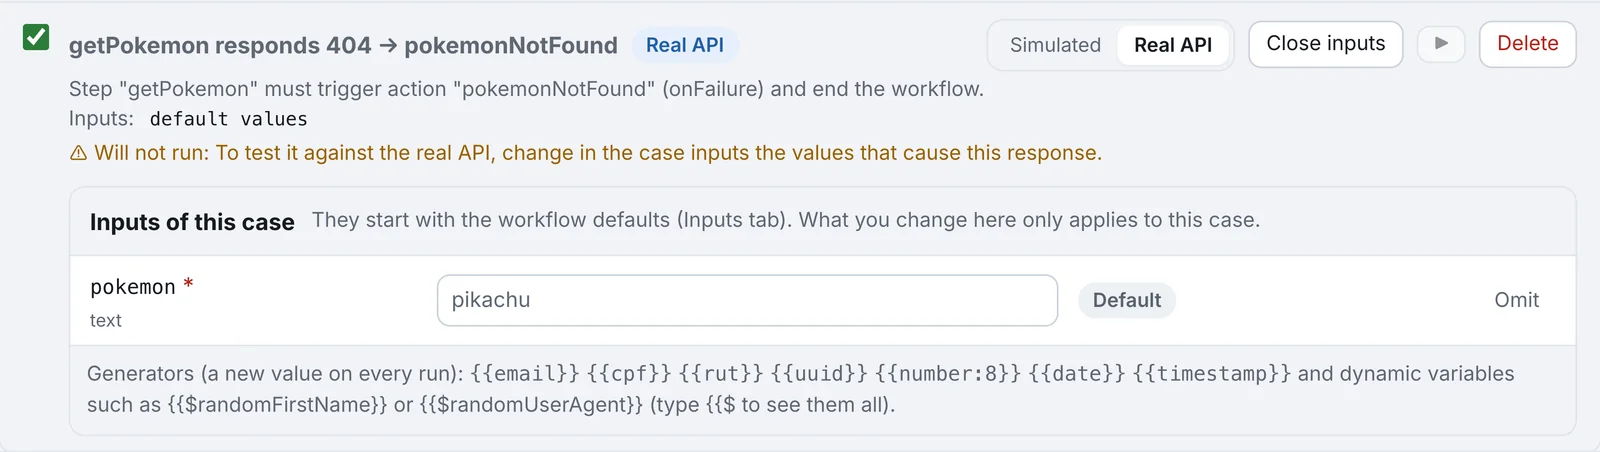 getPokemon responds 404 → pokemonNotFound Real API Simulated Real API Close inputs Delete
Step "getPokemon" must trigger action "pokemonNotFound" (onFailure) and end the workflow.
Inputs: default values
⚠ Will not run: To test it against the real API, change in the case inputs the values that cause this response.
Inputs of this case They start with the workflow defaults (Inputs tab). What you change here only applies to this case.
pokemon * pikachu Default Omit
text
Generators (a new value on every run): {{email}} {{cpf}} {{rut}} {{uuid}} {{number:8}} {{date}} {{timestamp}} and dynamic variables
such as {{$randomFirstName}} or {{$randomUserAgent}} (type {{$ to see them all).